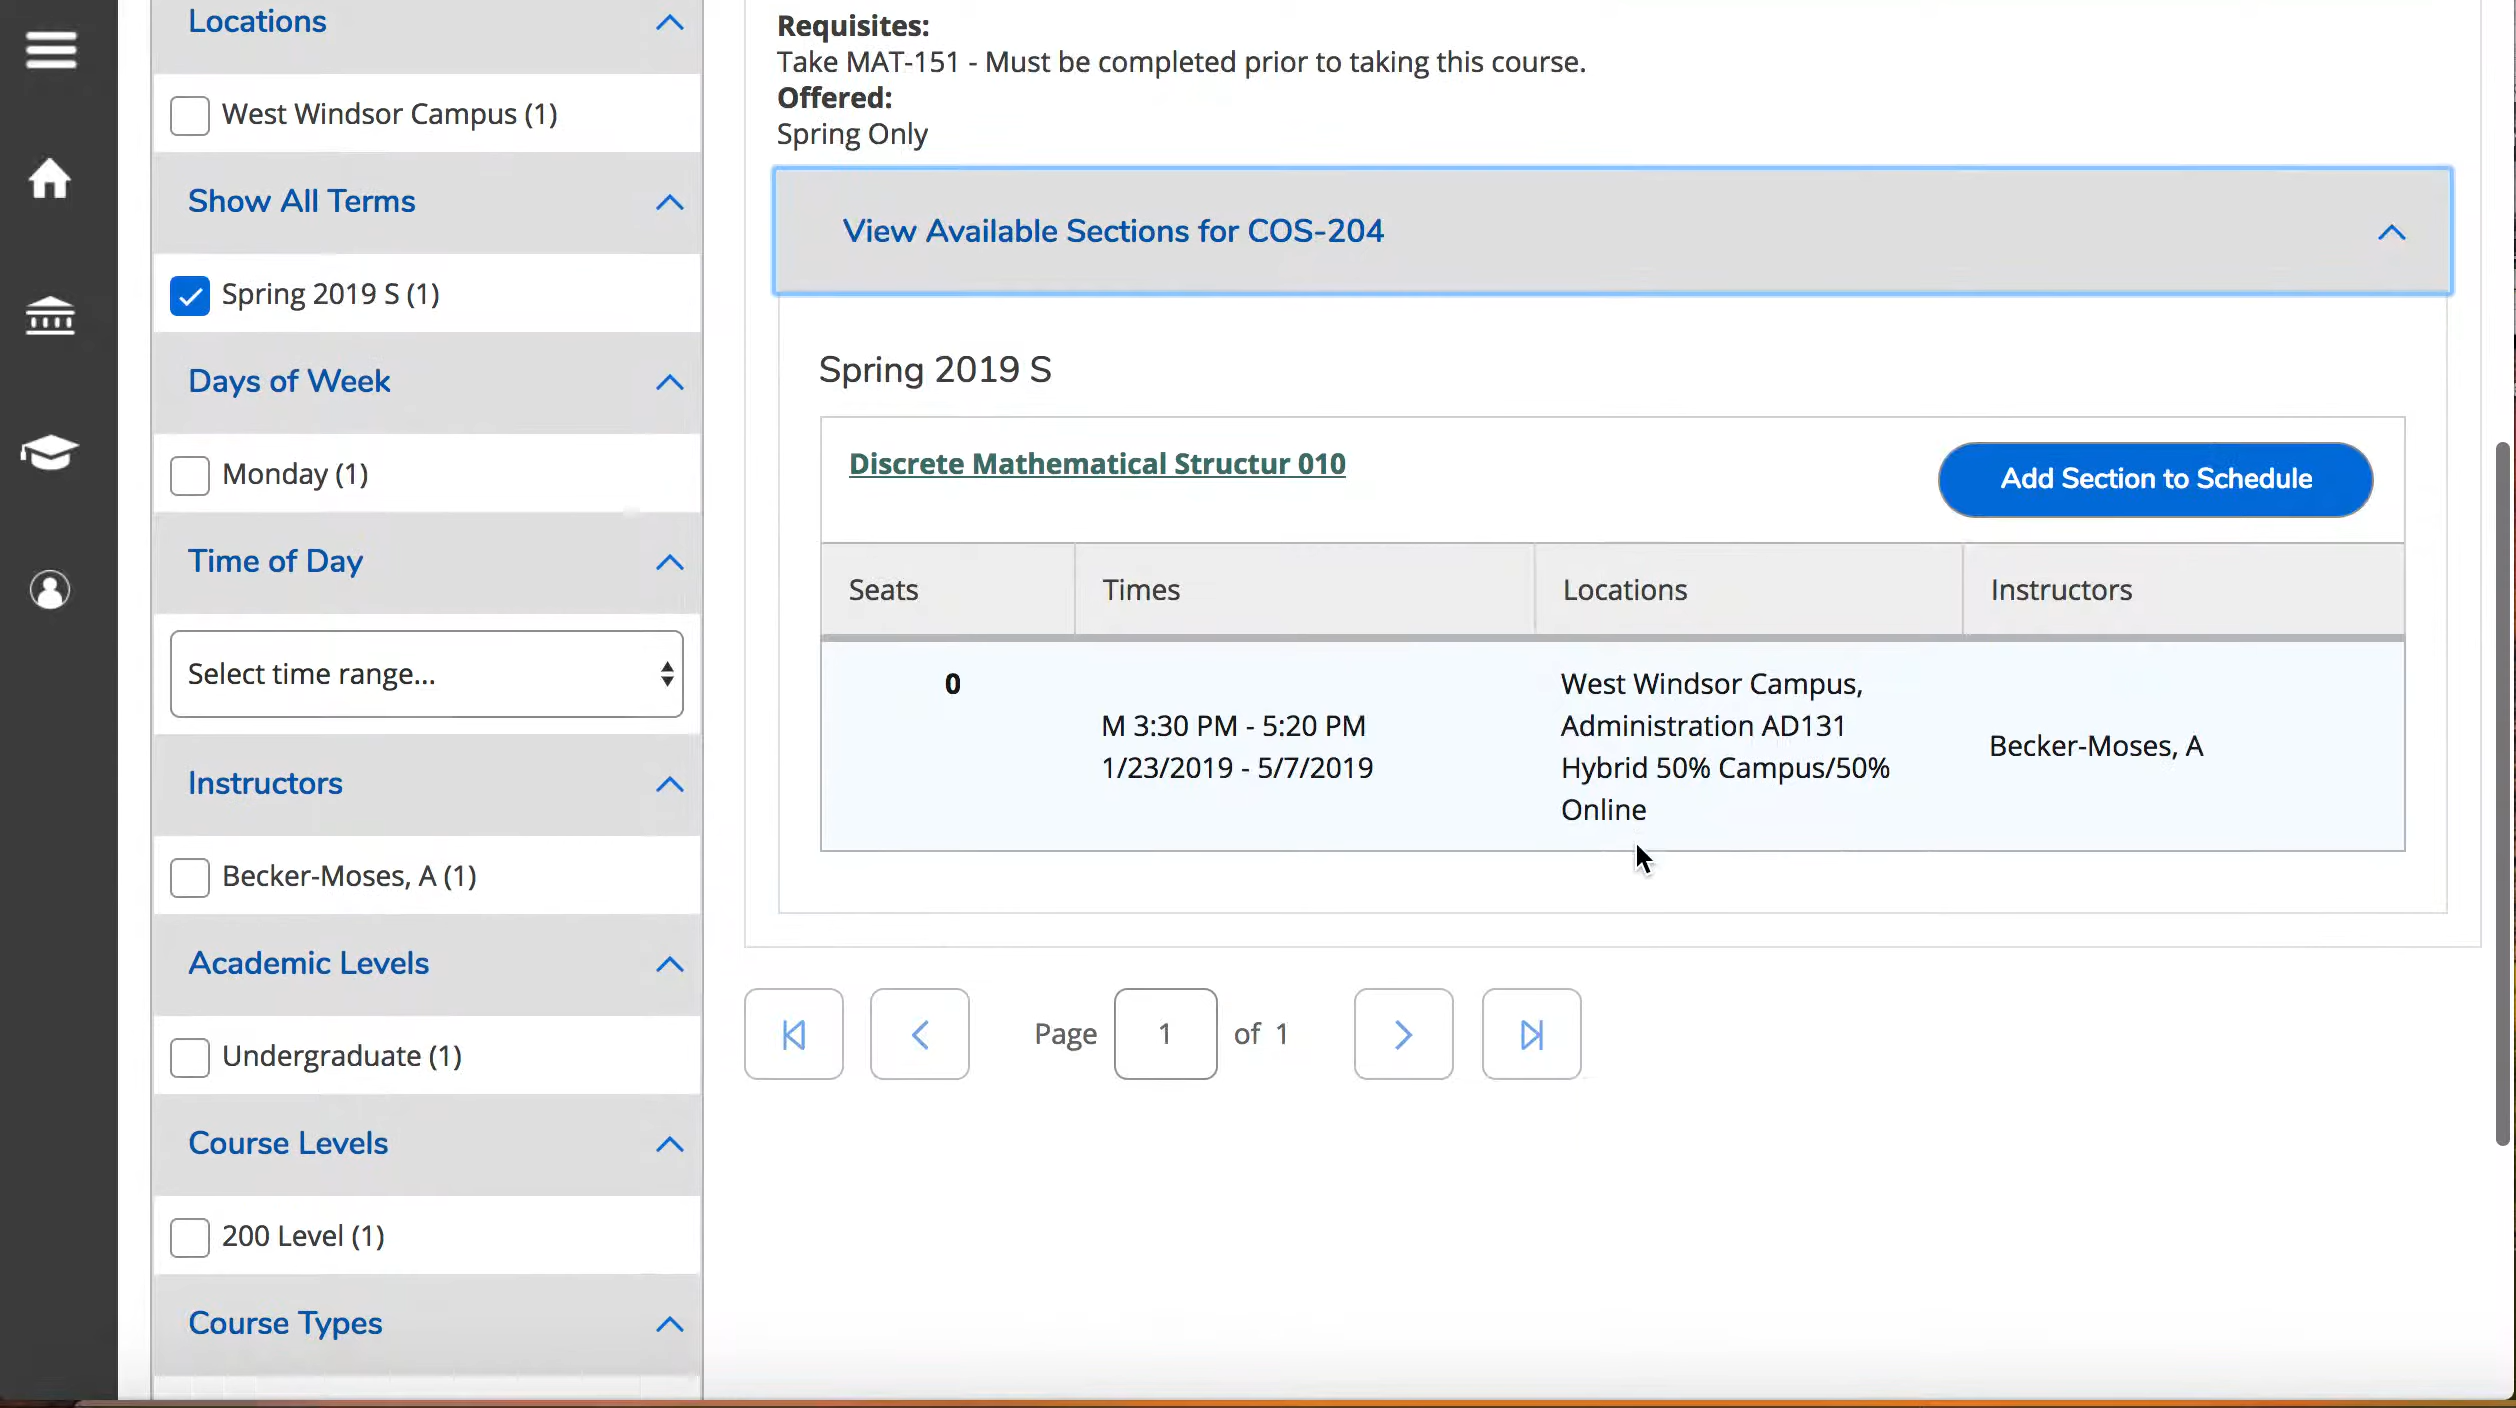 Locations
West Windsor Campus (1)
Show All Terms
Spring 2019 S (1)
Days of Week
Monday (1)
Time of Day
Select time range...
Instructors
Becker-Moses, A (1)
Academic Levels
Undergraduate (1)
Course Levels
200 Level (1)
Course Types
Requisites:
Take MAT-151 - Must be completed prior to taking this course.
Offered:
Spring Only
View Available Sections for COS-204
Spring 2019 S
Discrete Mathematical Structur 010
Add Section to Schedule
Seats Times Locations Instructors
0
M 3:30 PM - 5:20 PM
1/23/2019 - 5/7/2019
West Windsor Campus,
Administration AD131
Hybrid 50% Campus/50%
Online
Becker-Moses, A
Page 1 of 1